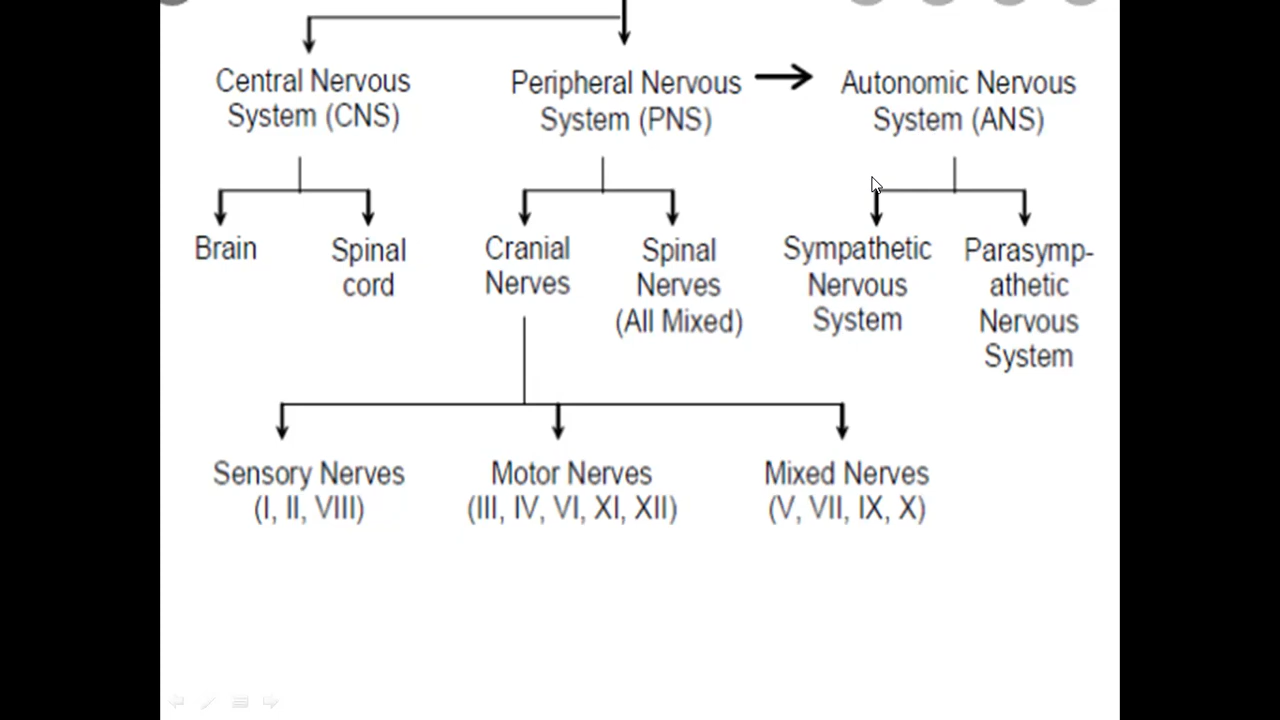 Central Nervous
System (CNS)
Peripheral Nervous
System (PNS)
Autonomic Nervous
System (ANS)
Brain
Spinal
cord
Cranial
Nerves
Spinal
Nerves
(All Mixed)
Sympathetic
Nervous
System
Parasymp-
athetic
Nervous
System
Sensory Nerves
(I, II, VIII)
Motor Nerves
(III, IV, VI, XI, XII)
Mixed Nerves
(V, VII, IX, X)